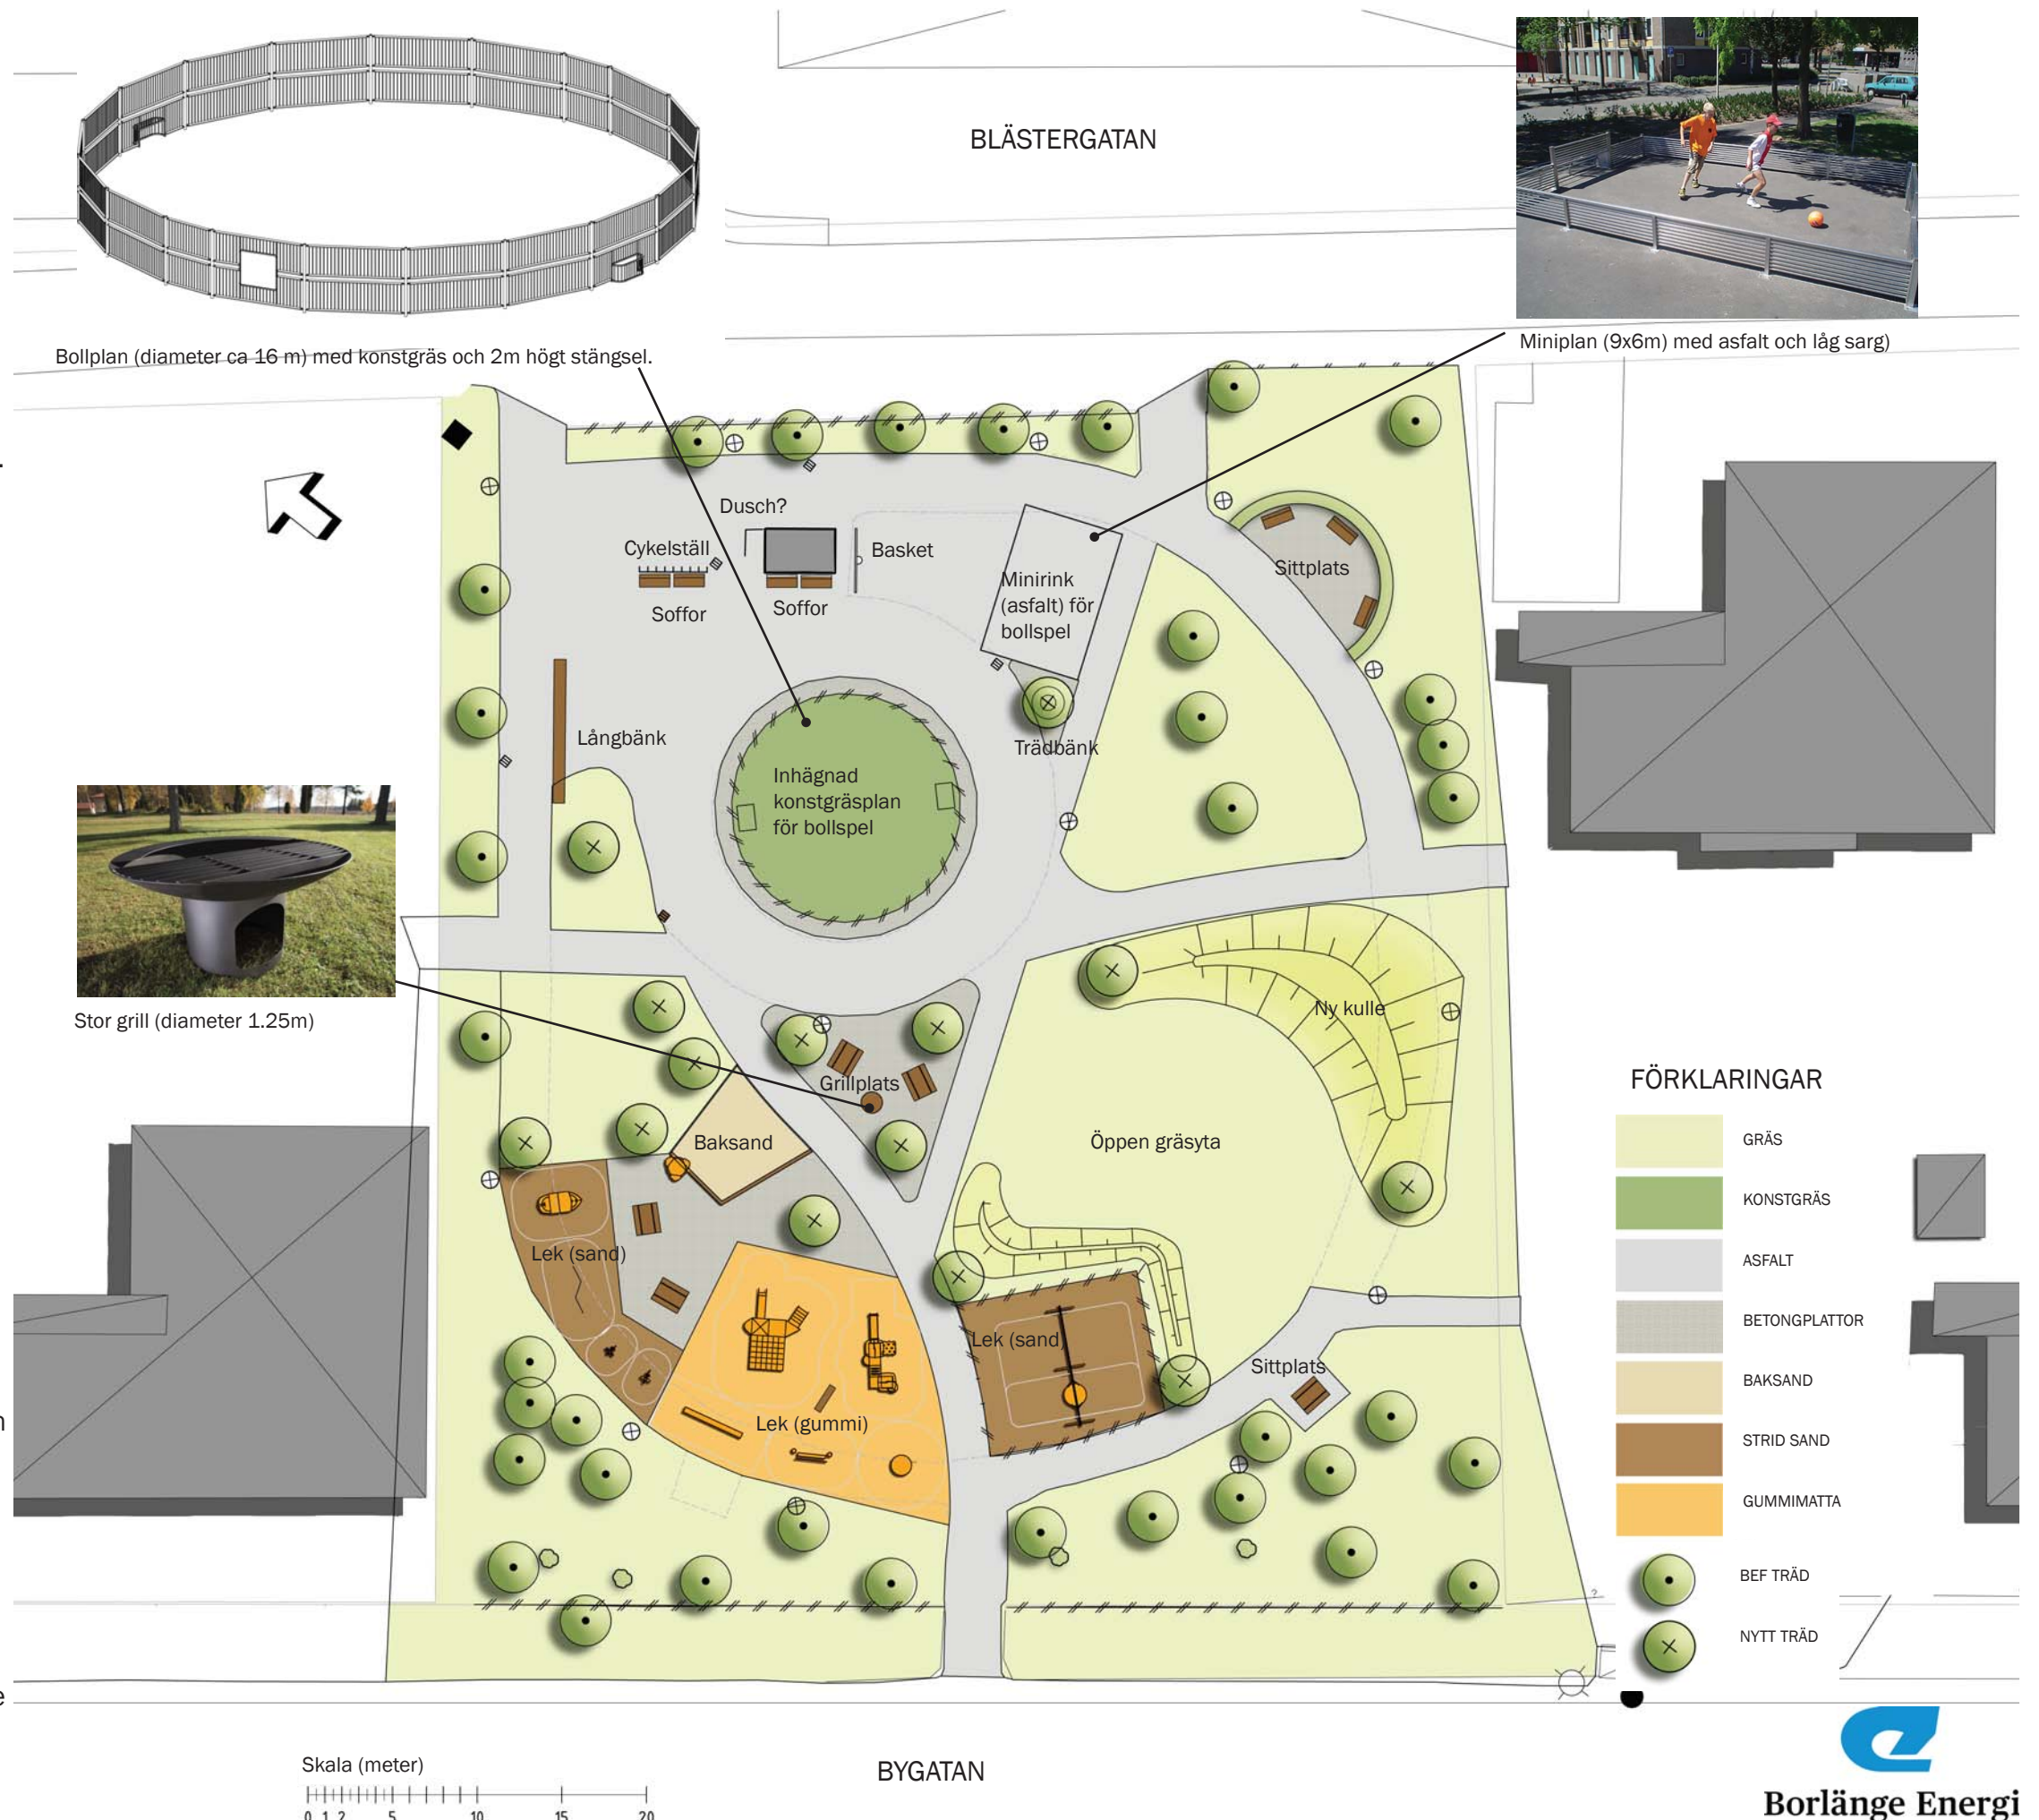 BLÄSTERGATAN
Bollplan (diameter ca 16 m) med konstgräs och 2m högt stängsel.
Miniplan (9x6m) med asfalt och låg sarg)
Dusch?
Cykelställ
Basket
Soffor
Soffor
Minirink
(asfalt) för
bollspel
Sittplats
Långbänk
Trädbänk
Inhägnad
konstgräsplan
för bollspel
Stor grill (diameter 1.25m)
Ny kulle
Grillplats
Baksand
Öppen gräsyta
Lek (sand)
Lek (sand)
Sittplats
Lek (gummi)
FÖRKLARINGAR
GRÄS
KONSTGRÄS
ASFALT
BETONGPLATTOR
BAKSAND
STRID SAND
GUMMIMATTA
BEF TRÄD
NYTT TRÄD
?
Skala (meter)
0 1 2 5 10 15 20
BYGATAN
Borlänge Energi